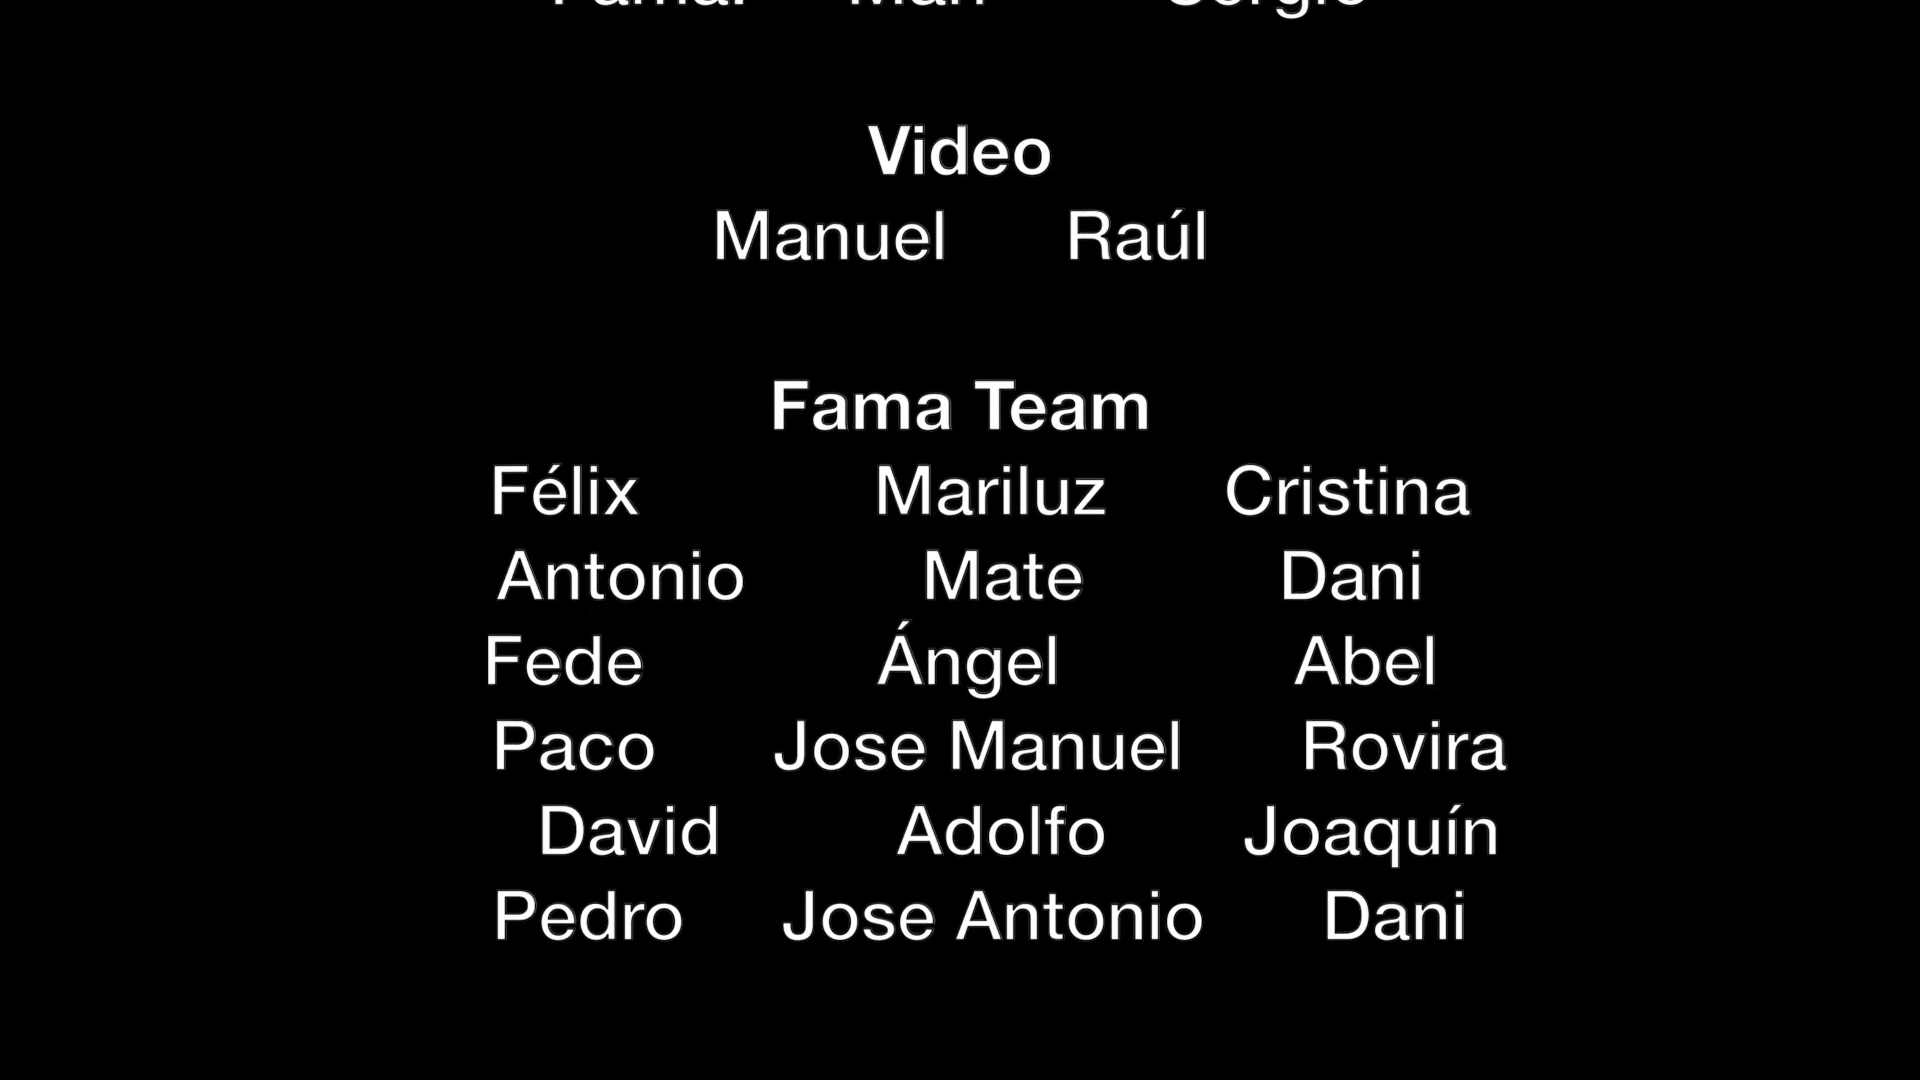 Sergio
Video
Manuel Raúl
Fama Team
Félix Mariluz Cristina
Antonio Mate Dani
Fede Ángel Abel
Paco Jose Manuel Rovira
David Adolfo Joaquín
Pedro Jose Antonio Dani